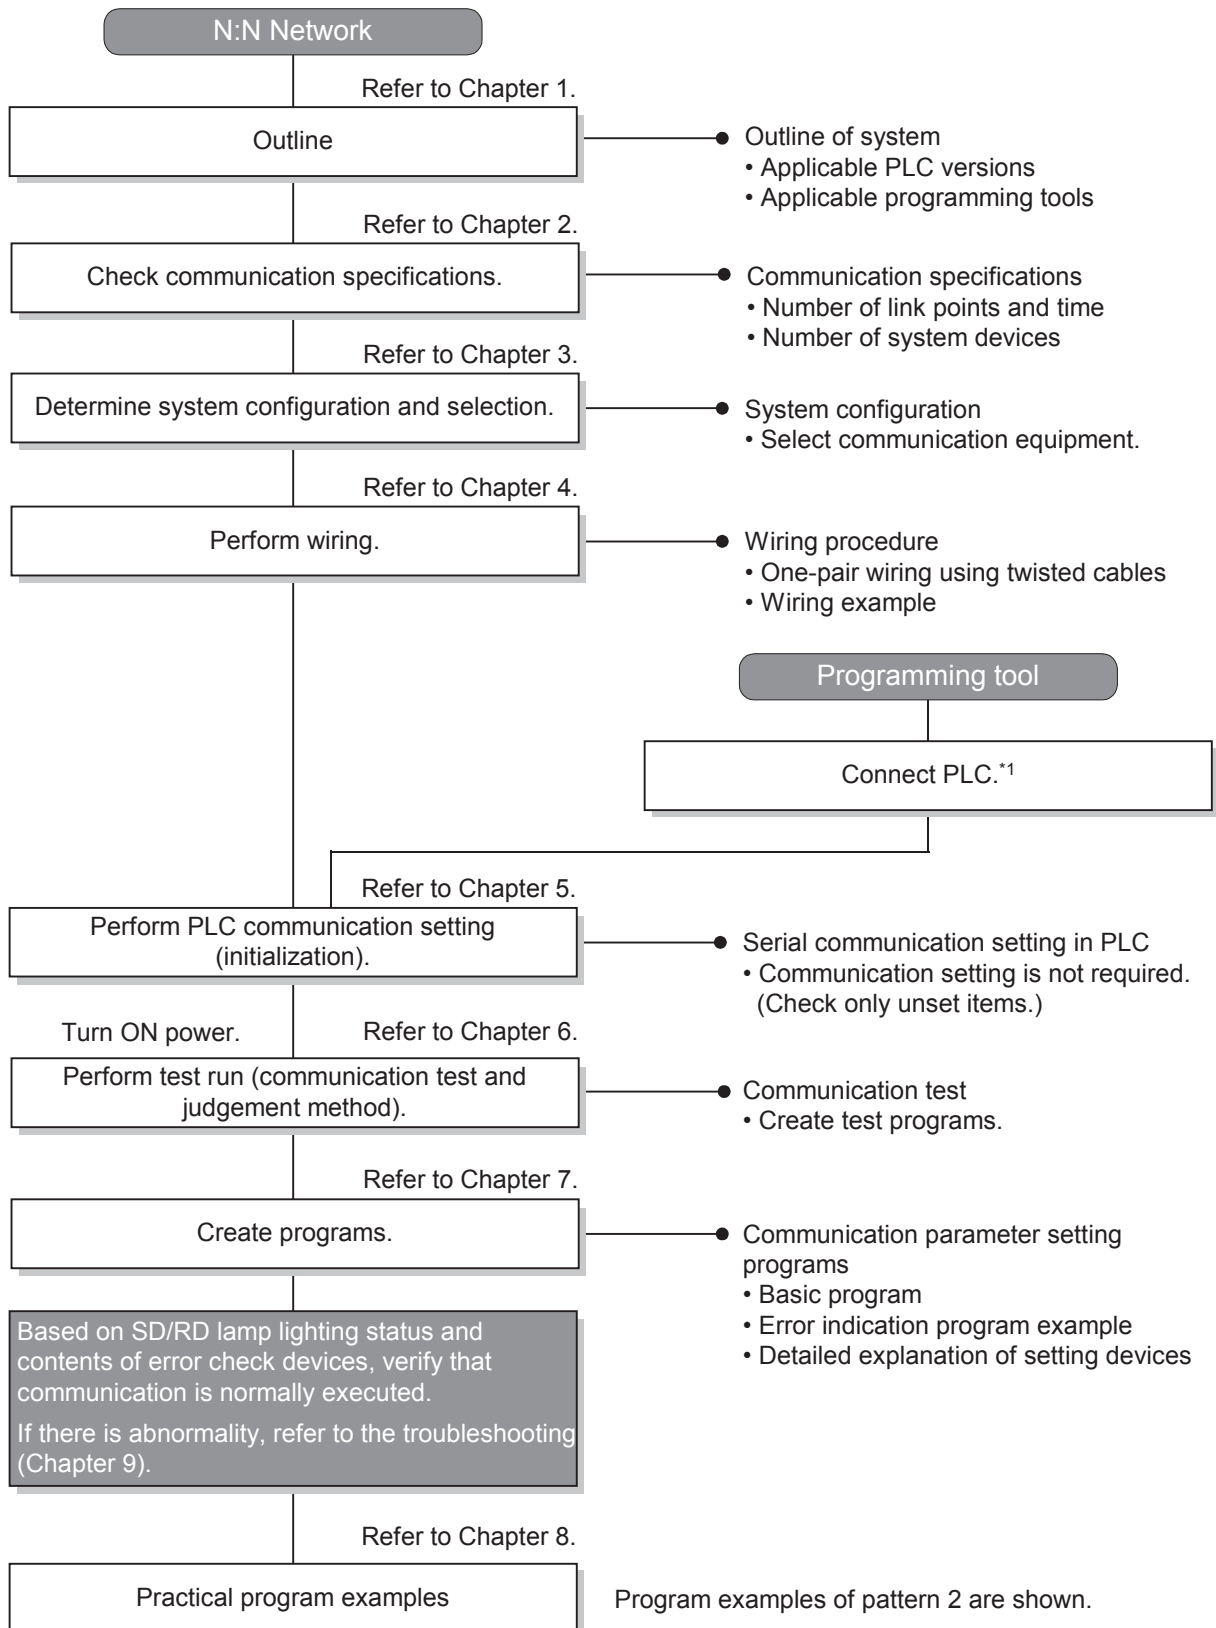 N:N Network
Refer to Chapter 1.
Outline
Outline of system
• Applicable PLC versions
• Applicable programming tools
Refer to Chapter 2.
Check communication specifications.
Communication specifications
• Number of link points and time
• Number of system devices
Refer to Chapter 3.
Determine system configuration and selection.
System configuration
• Select communication equipment.
Refer to Chapter 4.
Perform wiring.
Wiring procedure
• One-pair wiring using twisted cables
• Wiring example
Programming tool
Connect PLC.*1
Refer to Chapter 5.
Perform PLC communication setting
(initialization).
Serial communication setting in PLC
• Communication setting is not required.
(Check only unset items.)
Turn ON power.
Refer to Chapter 6.
Perform test run (communication test and
judgement method).
Communication test
• Create test programs.
Refer to Chapter 7.
Create programs.
Communication parameter setting
programs
• Basic program
• Error indication program example
• Detailed explanation of setting devices
Based on SD/RD lamp lighting status and
contents of error check devices, verify that
communication is normally executed.
If there is abnormality, refer to the troubleshooting
(Chapter 9).
Refer to Chapter 8.
Practical program examples
Program examples of pattern 2 are shown.